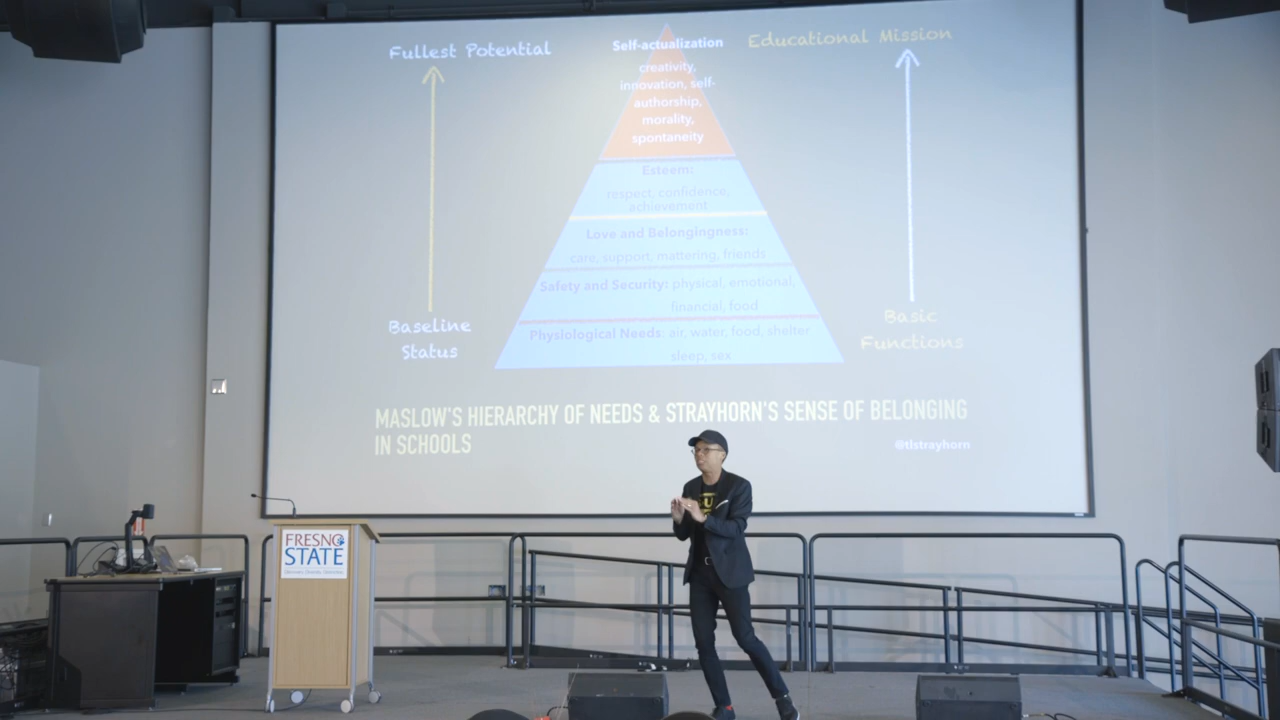 Fullest Potential
Self-actualization
Educational Mission
creativity,
innovation, self-
authorship,
morality,
spontaneity
Esteem:
respect, confidence,
achievement
Love and Belongingness:
care, support, mattering, friends
Safety and Security: physical, emotional,
financial, food
Physiological Needs: air, water, food, shelter
sleep, sex
Baseline
Status
Basic
Functions
MASLOW'S HIERARCHY OF NEEDS & STRAYHORN'S SENSE OF BELONGING
IN SCHOOLS
@tlstrayhorn
FRESNO
STATE